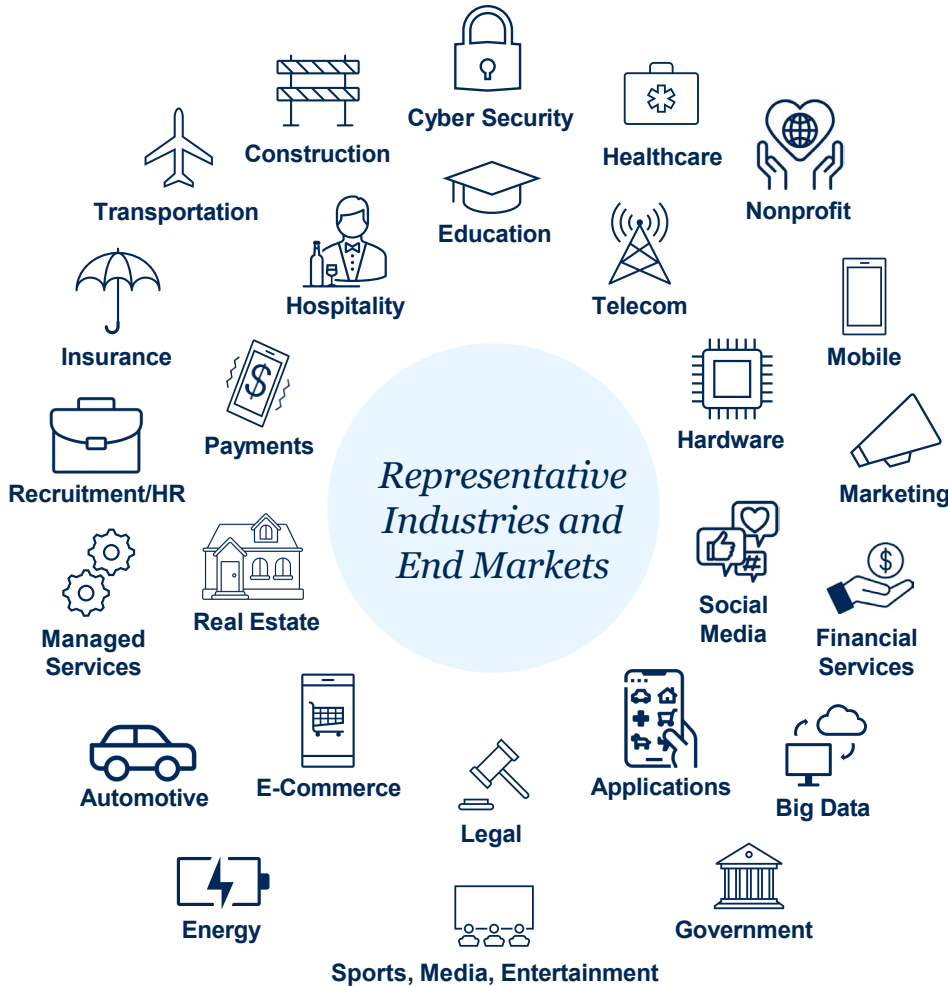 Cyber Security
Construction
Healthcare
Transportation
Nonprofit
Education
Hospitality
Telecom
Insurance
Mobile
$
Payments
Hardware
Recruitment/HR
Marketing
Representative
Industries and
End Markets
#
$
Real Estate
Social
Media
Managed
Services
Financial
Services
Automotive
E-Commerce
Applications
Big Data
Legal
Energy
Government
Sports, Media, Entertainment